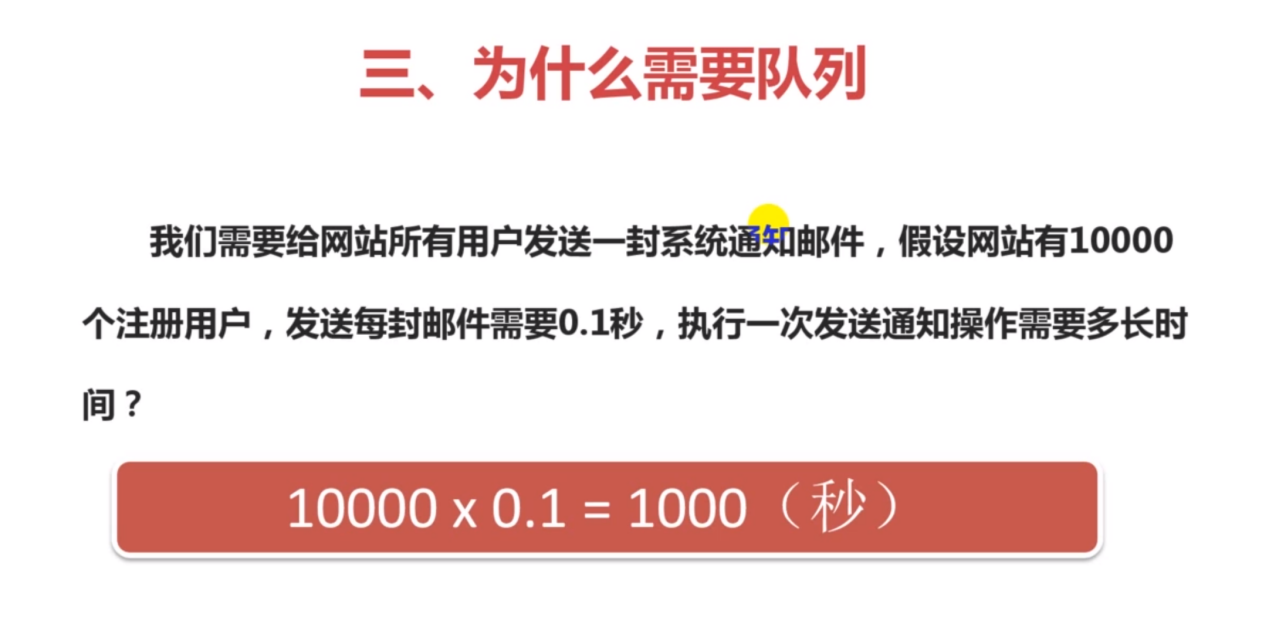 三、为什么需要队列
我们需要给网站所有用户发送一封系统通知邮件，假设网站有10000
个注册用户，发送每封邮件需要0.1秒，执行一次发送通知操作需要多长时
间？
10000 x 0.1 = 1000（秒）